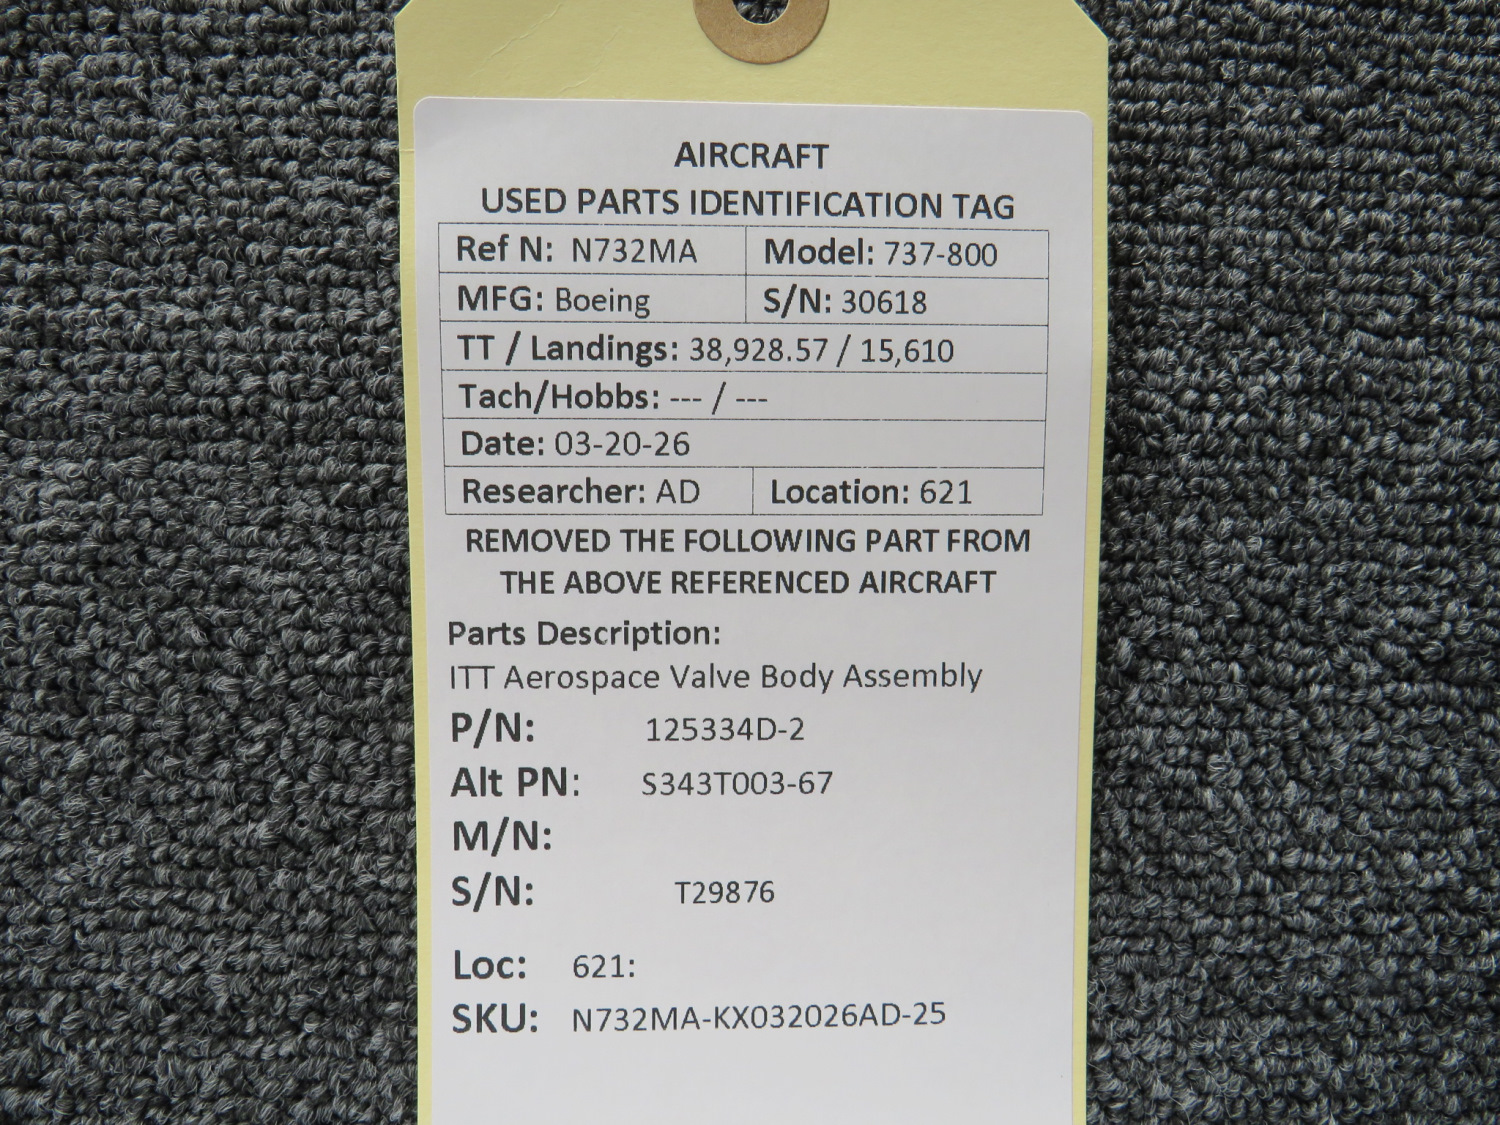 AIRCRAFT
USED PARTS IDENTIFICATION TAG
Ref N: N732MA Model: 737-800
MFG: Boeing S/N: 30618
TT / Landings: 38,928.57 / 15,610
Tach/Hobbs: --- / ---
Date: 03-20-26
Researcher: AD Location: 621
REMOVED THE FOLLOWING PART FROM
THE ABOVE REFERENCED AIRCRAFT
Parts Description:
ITT Aerospace Valve Body Assembly
P/N: 125334D-2
Alt PN: S343T003-67
M/N:
S/N: T29876
Loc: 621:
SKU: N732MA-KX032026AD-25